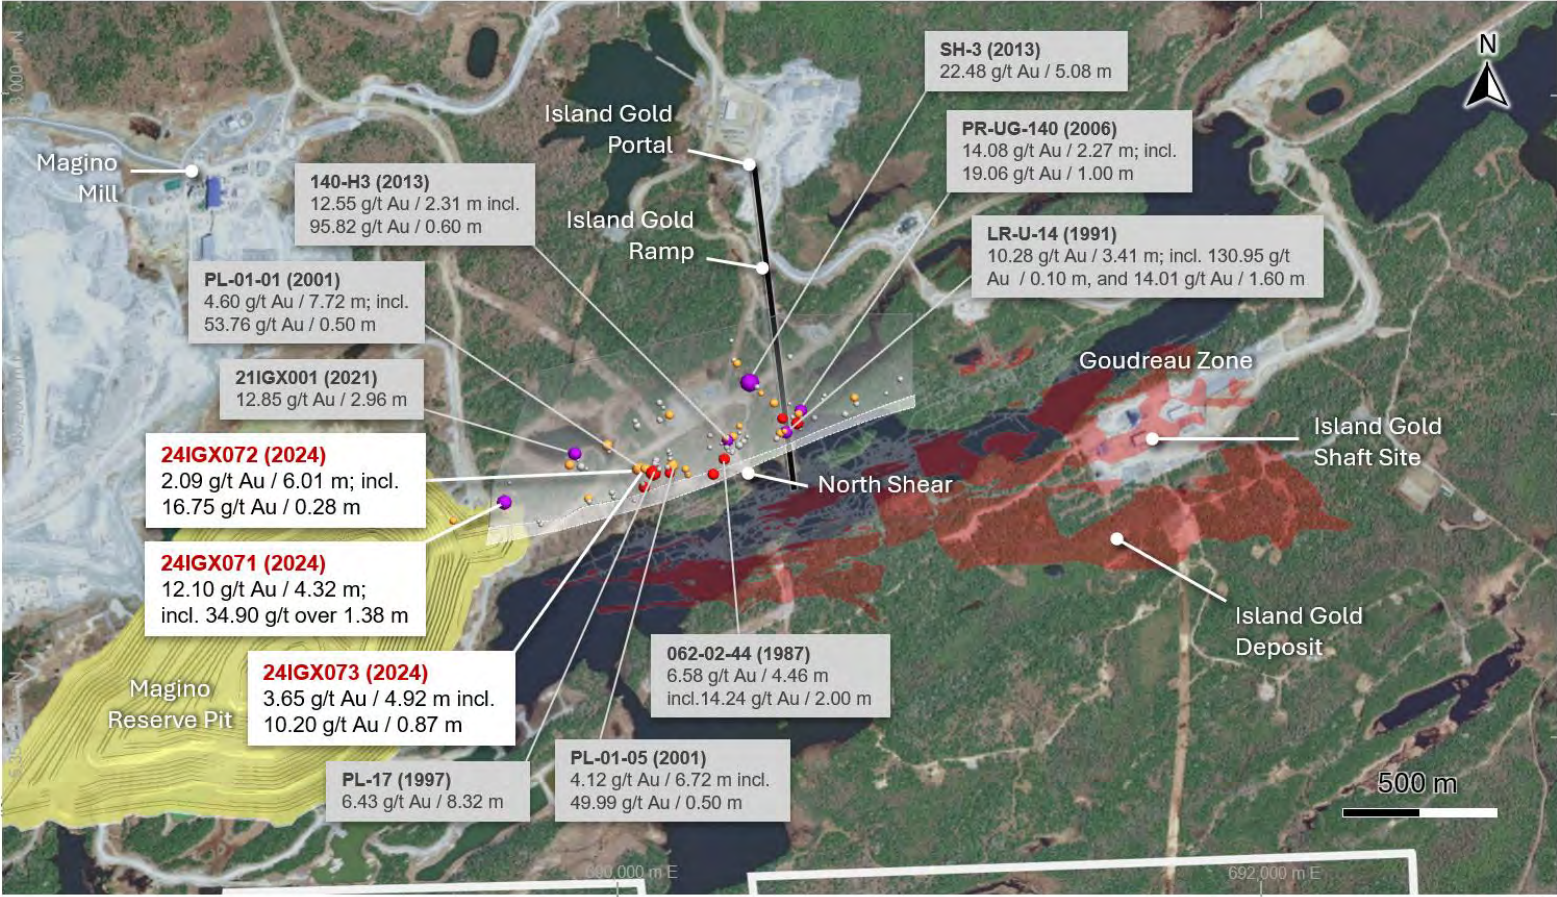 SH-3 (2013)
22.48 g/t Au / 5.08 m
N
Island Gold
Portal
PR-UG-140 (2006)
14.08 g/t Au / 2.27 m; incl.
19.06 g/t Au / 1.00 m
Magino
Mill
140-H3 (2013)
12.55 g/t Au / 2.31 m incl.
95.82 g/t Au / 0.60 m
Island Gold
Ramp
LR-U-14 (1991)
10.28 g/t Au / 3.41 m; incl. 130.95 g/t
Au / 0.10 m, and 14.01 g/t Au / 1.60 m
PL-01-01 (2001)
4.60 g/t Au / 7.72 m; incl.
53.76 g/t Au / 0.50 m
Goudreau Zone
21IGX001 (2021)
12.85 g/t Au / 2.96 m
Island Gold
Shaft Site
24IGX072 (2024)
2.09 g/t Au / 6.01 m; incl.
16.75 g/t Au / 0.28 m
North Shear
24IGX071 (2024)
12.10 g/t Au / 4.32 m;
incl. 34.90 g/t over 1.38 m
Island Gold
Deposit
24IGX073 (2024)
3.65 g/t Au / 4.92 m incl.
10.20 g/t Au / 0.87 m
062-02-44 (1987)
6.58 g/t Au / 4.46 m
incl.14.24 g/t Au / 2.00 m
Magino
Reserve Pit
PL-17 (1997)
6.43 g/t Au / 8.32 m
PL-01-05 (2001)
4.12 g/t Au / 6.72 m incl.
49.99 g/t Au / 0.50 m
500 m
000 m E
692,000 m E